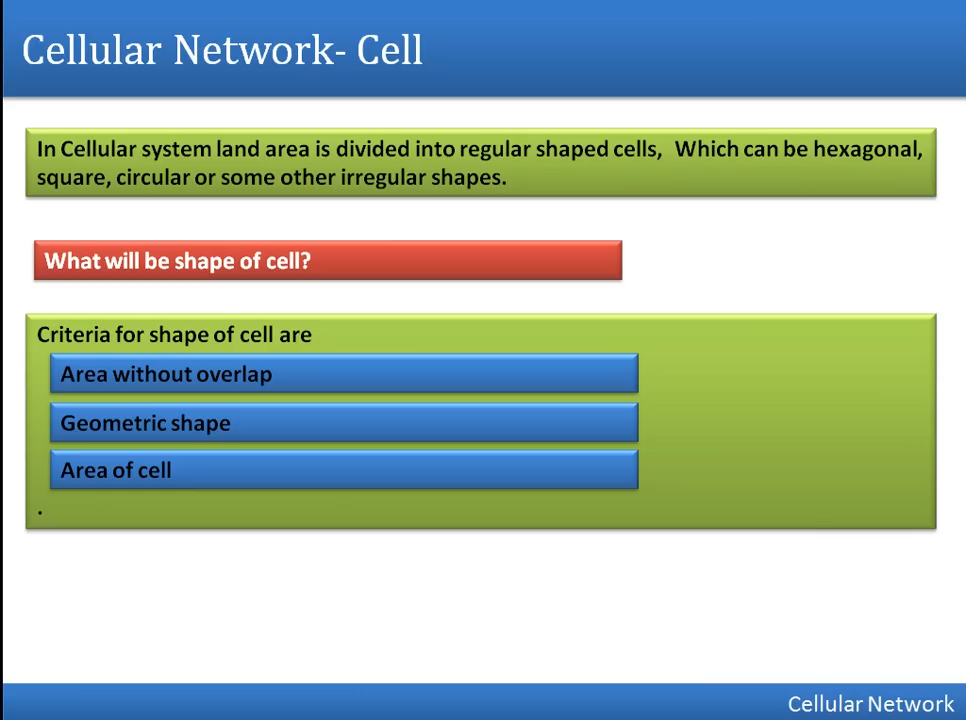 Cellular Network- Cell
In Cellular system land area is divided into regular shaped cells, Which can be hexagonal,
square, circular or some other irregular shapes.
What will be shape of cell?
Criteria for shape of cell are
Area without overlap
Geometric shape
Area of cell
.
Cellular Network